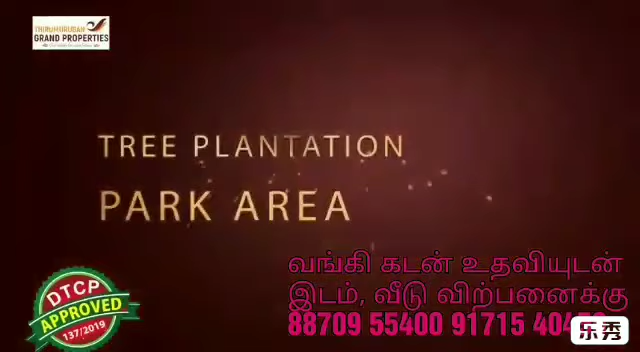 THIRUMURUGAN
GRAND PROPERTIES
TREE PLANTATION
PARK AREA
வங்கி கடன் உதவியுடன்
இடம், வீடு விற்பனைக்கு
88709 55400 91715
DTCP
APPROVED
137/2019
乐秀